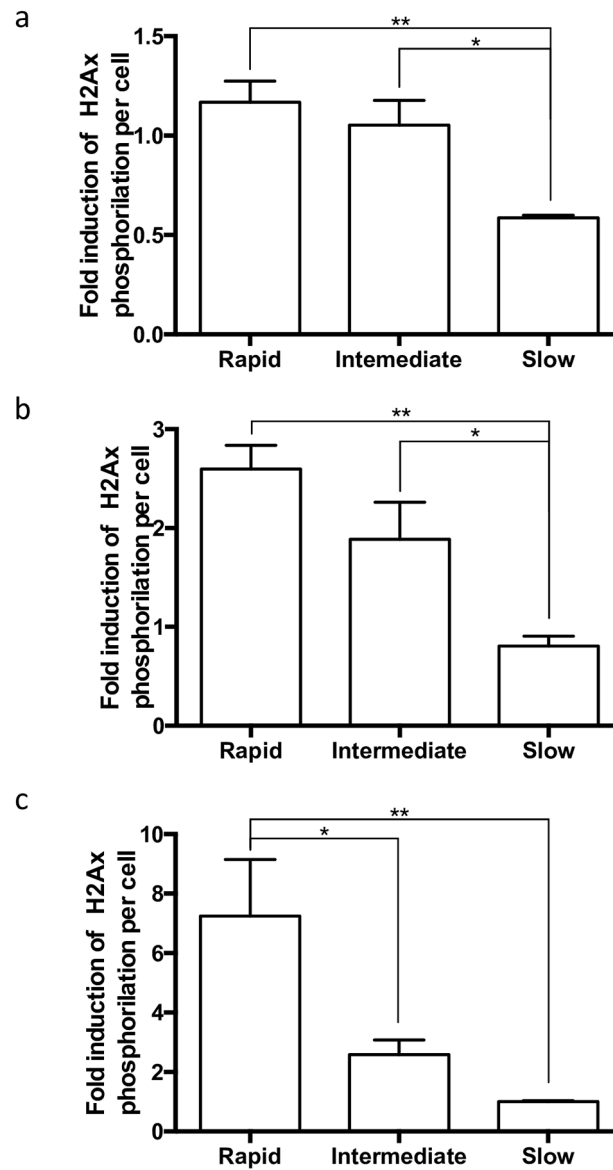 a
**
*
Fold induction of H2Ax
phosphorilation per cell
1.5
1.0
0.5
0.0
Rapid Intemediate Slow
b
**
*
Fold induction of H2Ax
phosphorilation per cell
3
2
1
0
Rapid Intermediate Slow
c
**
*
Fold induction of H2Ax
phosphorilation per cell
10
8
6
4
2
0
Rapid Intermediate Slow